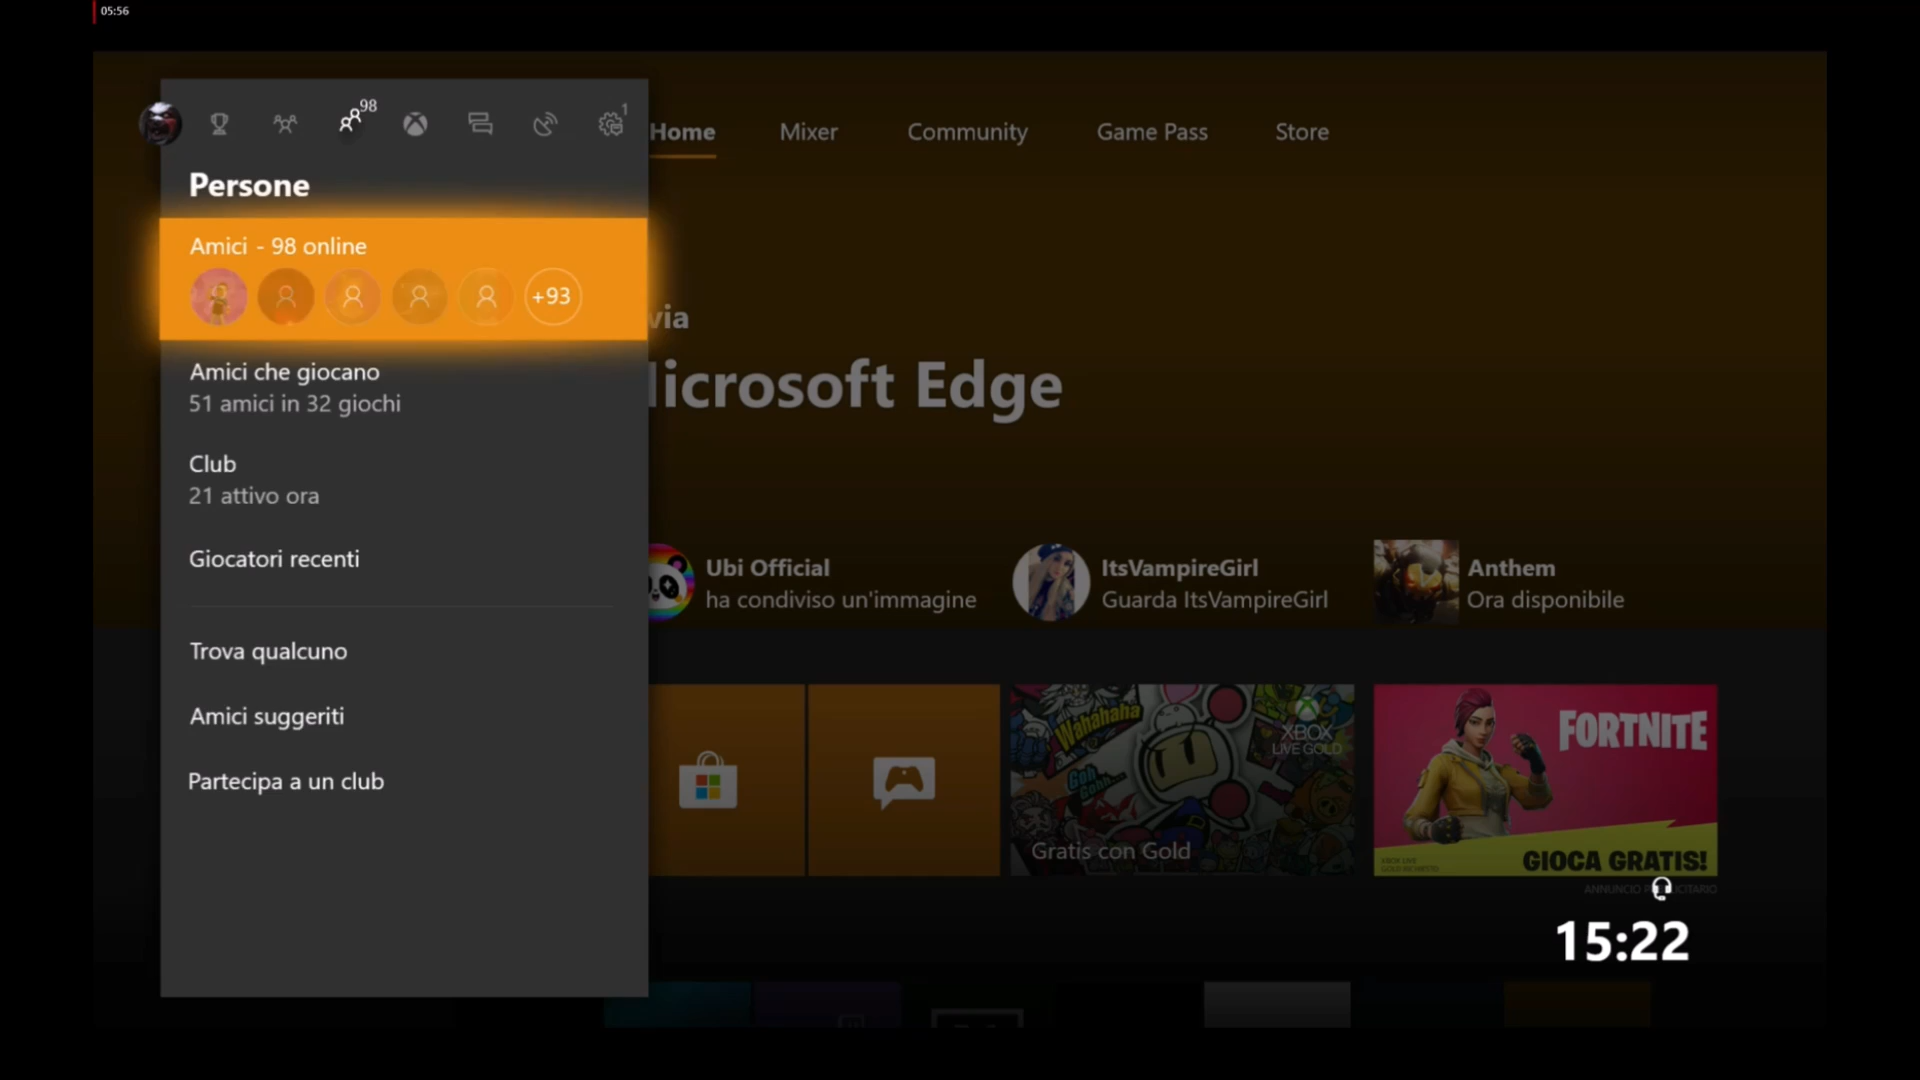 05:56
98
1
Home
Mixer
Community
Game Pass
Store
Persone
Amici - 98 online
+93
Amici che giocano
51 amici in 32 giochi
Club
21 attivo ora
Giocatori recenti
Trova qualcuno
Amici suggeriti
Partecipa a un club
via
icrosoft Edge
Ubi Official
ha condiviso un'immagine
ItsVampireGirl
Guarda ItsVampireGirl
Anthem
Ora disponibile
Wahahaha
Goh
XBOX
LIVE GOLD
Gratis con Gold
FORTNITE
GIOCA GRATIS!
ANNUNCIO
15:22